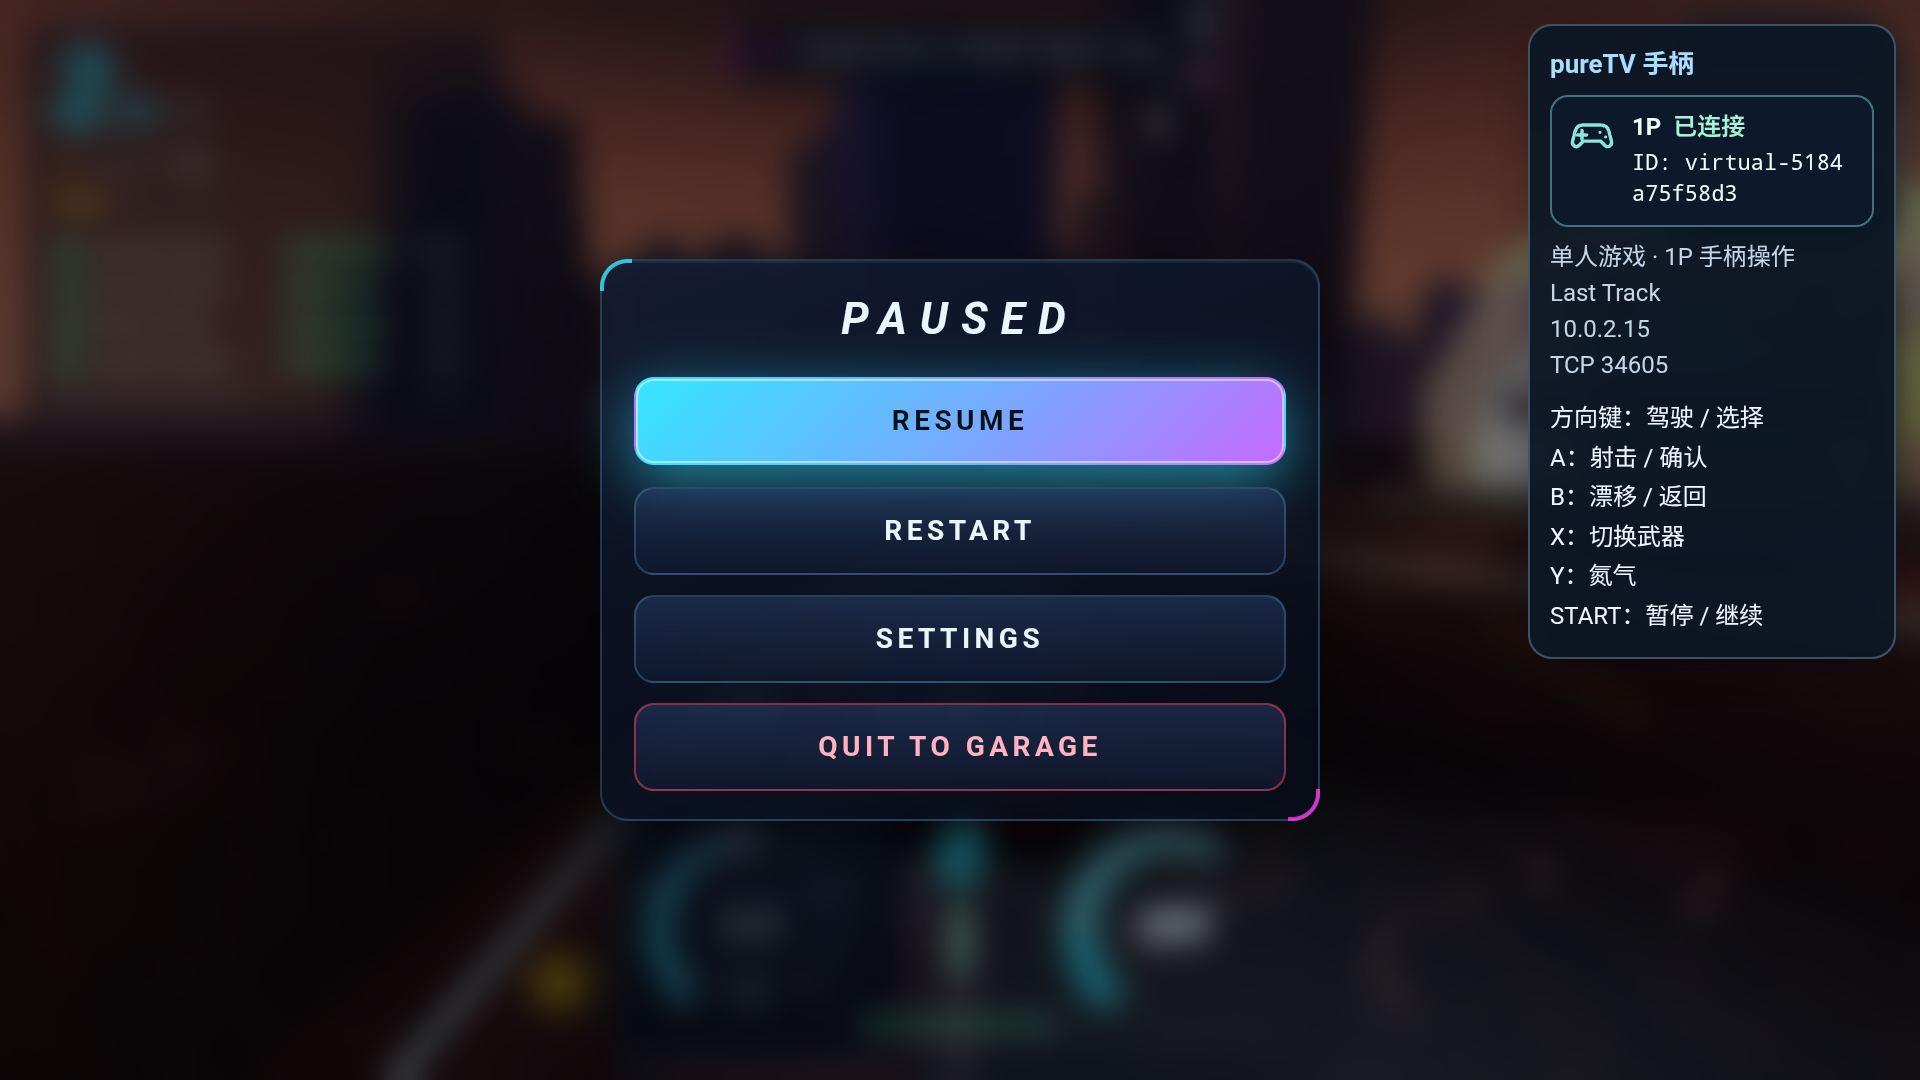 PAUSED
RESUME
RESTART
SETTINGS
QUIT TO GARAGE
pureTV 手柄
1P 已连接
ID: virtual-5184
a75f58d3
单人游戏 · 1P 手柄操作
Last Track
10.0.2.15
TCP 34605
方向键：驾驶 / 选择
A：射击 / 确认
B：漂移 / 返回
X：切换武器
Y：氮气
START：暂停 / 继续